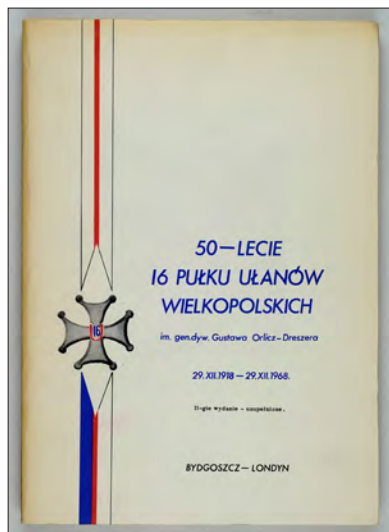 16
50—LECIE
16 PUŁKU UŁANÓW
WIELKOPOLSKICH
im. gen.dyw. Gustawa Orlicz-Dreszera
29.XII.1918 — 29.XII.1968.
II-gie wydanie - uzupełnione.
BYDGOSZCZ — LONDYN